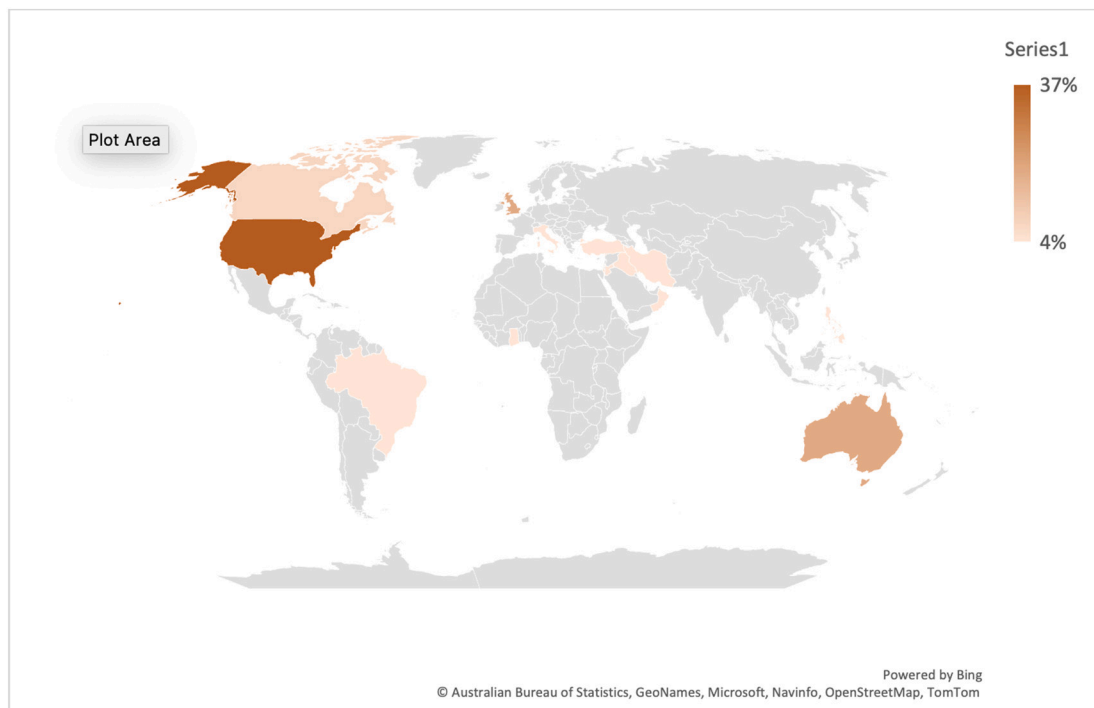 Series1
37%
Plot Area
4%
Powered by Bing
© Australian Bureau of Statistics, GeoNames, Microsoft, Navinfo, OpenStreetMap, TomTom